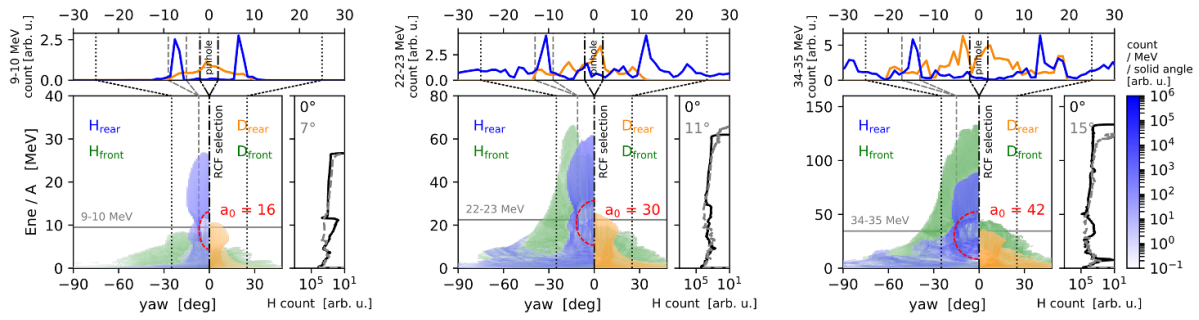 −30 −20 −10 0 10 20 30
9-10 MeV
count [arb. u.]
2.5
0.0
pinhole
40
30
20
10
0
Ene / A [MeV]
H_rear
H_front
D_rear
D_front
RCF selection
a_0 = 16
9-10 MeV
0°
7°
−90 −60 −30 0 10 20 30
yaw [deg]
10^5 10^1
H count [arb. u.]
−30 −20 −10 0 10 20 30
22-23 MeV
count [arb. u.]
4
2
0
pinhole
80
60
40
20
0
H_rear
H_front
D_rear
D_front
RCF selection
a_0 = 30
22-23 MeV
0°
11°
−90 −60 −30 0 10 20 30
yaw [deg]
10^5 10^1
H count [arb. u.]
−30 −20 −10 0 10 20 30
34-35 MeV
count [arb. u.]
5
0
pinhole
150
100
50
0
H_rear
H_front
D_rear
D_front
RCF selection
a_0 = 42
34-35 MeV
0°
15°
−90 −60 −30 0 10 20 30
yaw [deg]
10^5 10^1
H count [arb. u.]
count
/ MeV
/ solid angle
[arb. u.]
10^6
10^5
10^4
10^3
10^2
10^1
10^0
10^−1